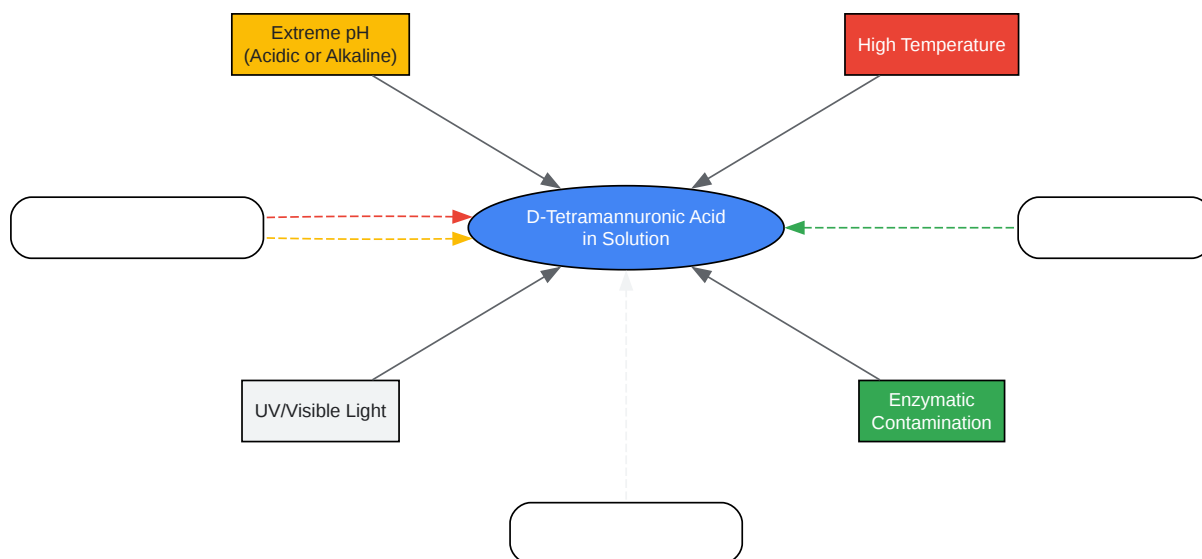 Extreme pH
(Acidic or Alkaline)
High Temperature
D-Tetramannuronic Acid
in Solution
UV/Visible Light
Enzymatic
Contamination